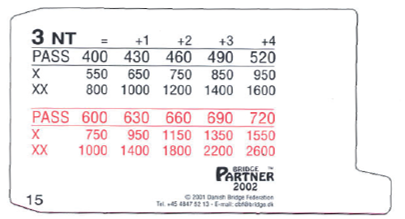 3 NT = +1 +2 +3 +4
PASS 400 430 460 490 520
X 550 650 750 850 950
XX 800 1000 1200 1400 1600
PASS 600 630 660 690 720
X 750 950 1150 1350 1550
XX 1000 1400 1800 2200 2600
BRIDGE ™
PARTNER
2002
© 2001 Danish Bridge Federation
15 Tel. +45 4847 52 13 - E-mail: dbf@bridge.dk